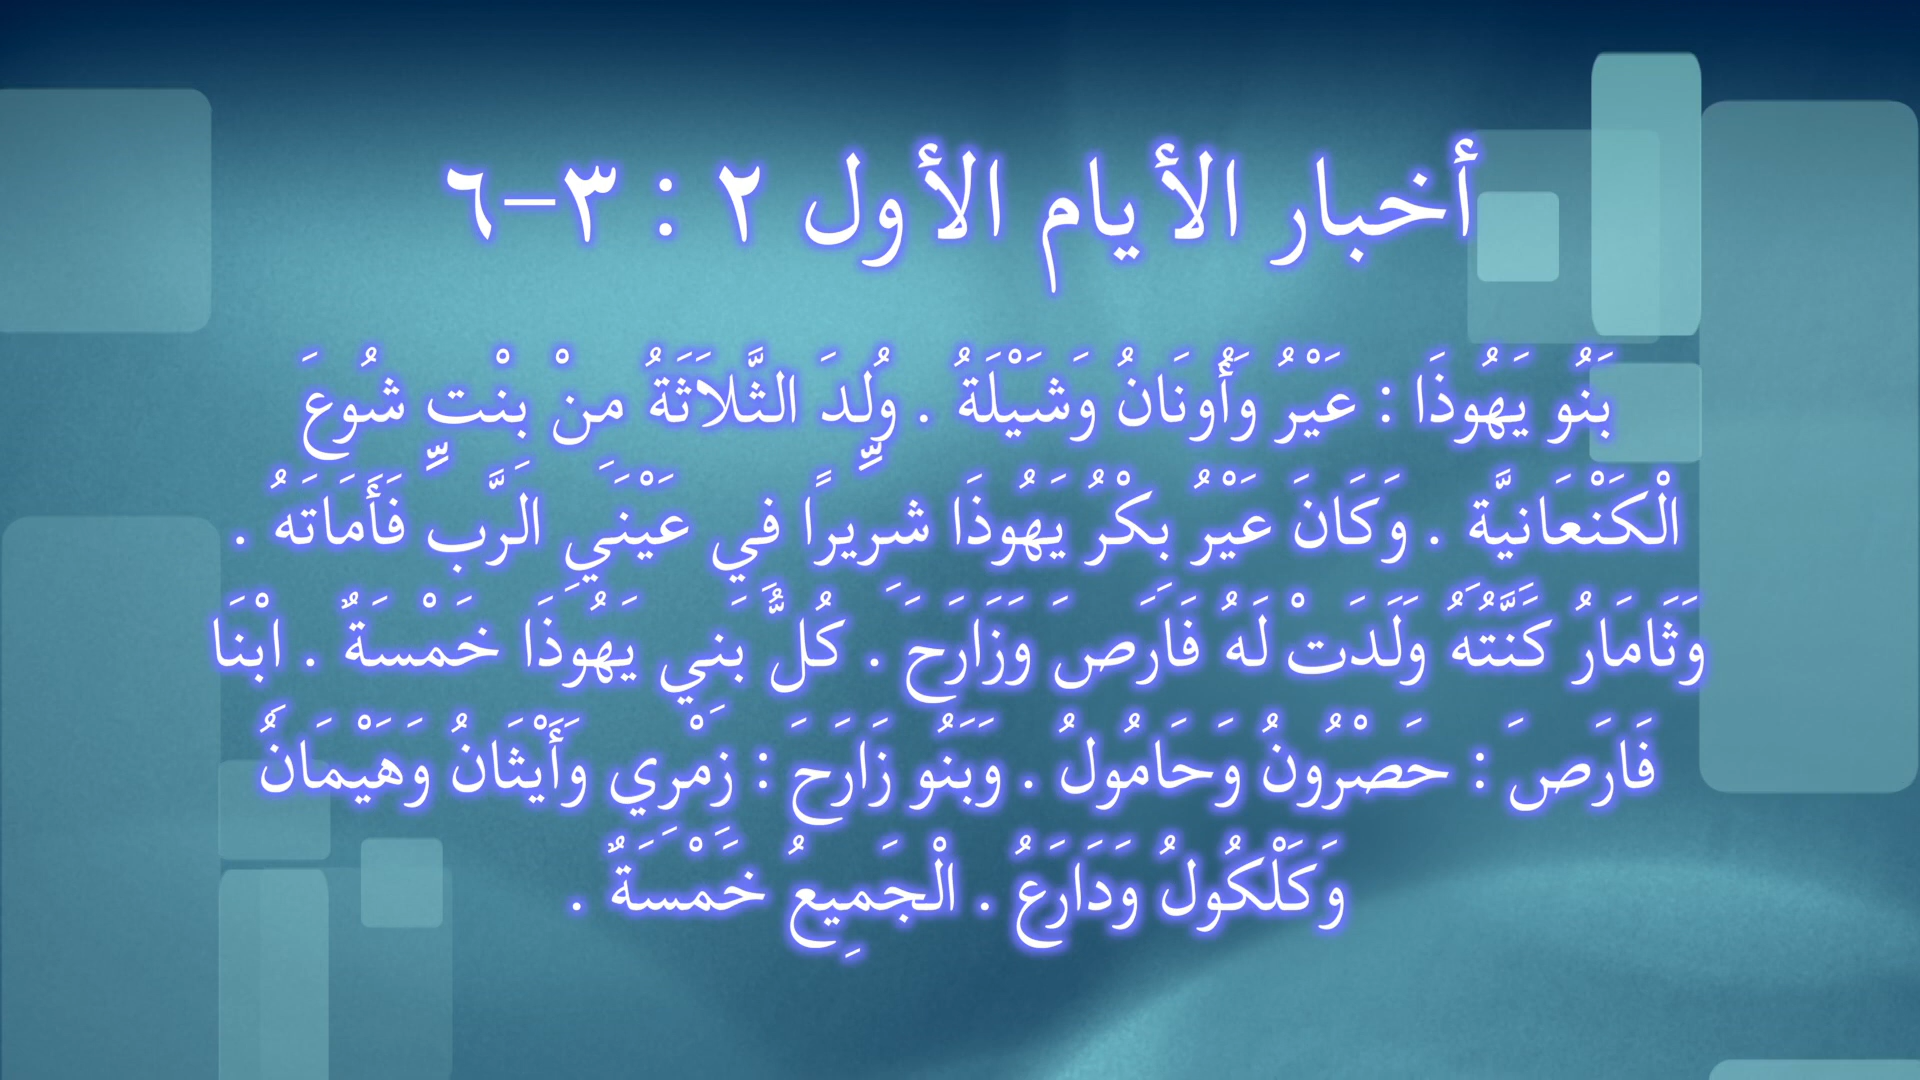 أخبار الأيام الأول ٢ : ٣-٦
بَنُو يَهُوذَا : عَيْرُ وَأُونَانُ وَشَيْلَةُ . وُلِدَ الثَّلاَثَةُ مِنْ بِنْتِ شُوعَ
الْكَنْعَانِيَّةِ . وَكَانَ عَيْرُ بِكْرُ يَهُوذَا شِرِّيرًا فِي عَيْنَيِ الرَّبِّ فَأَمَاتَهُ .
وَثَامَارُ كَنَّتُهُ وَلَدَتْ لَهُ فَارَصَ وَزَارَحَ . كُلُّ بَنِي يَهُوذَا خَمْسَةٌ . اِبْنَا
فَارَصَ : حَصْرُونُ وَحَامُولُ . وَبَنُو زَارَحَ : زِمْرِي وَأَيْثَانُ وَهَيْمَانُ
وَكَلْكُولُ وَدَارَعُ . الْجَمِيعُ خَمْسَةٌ .